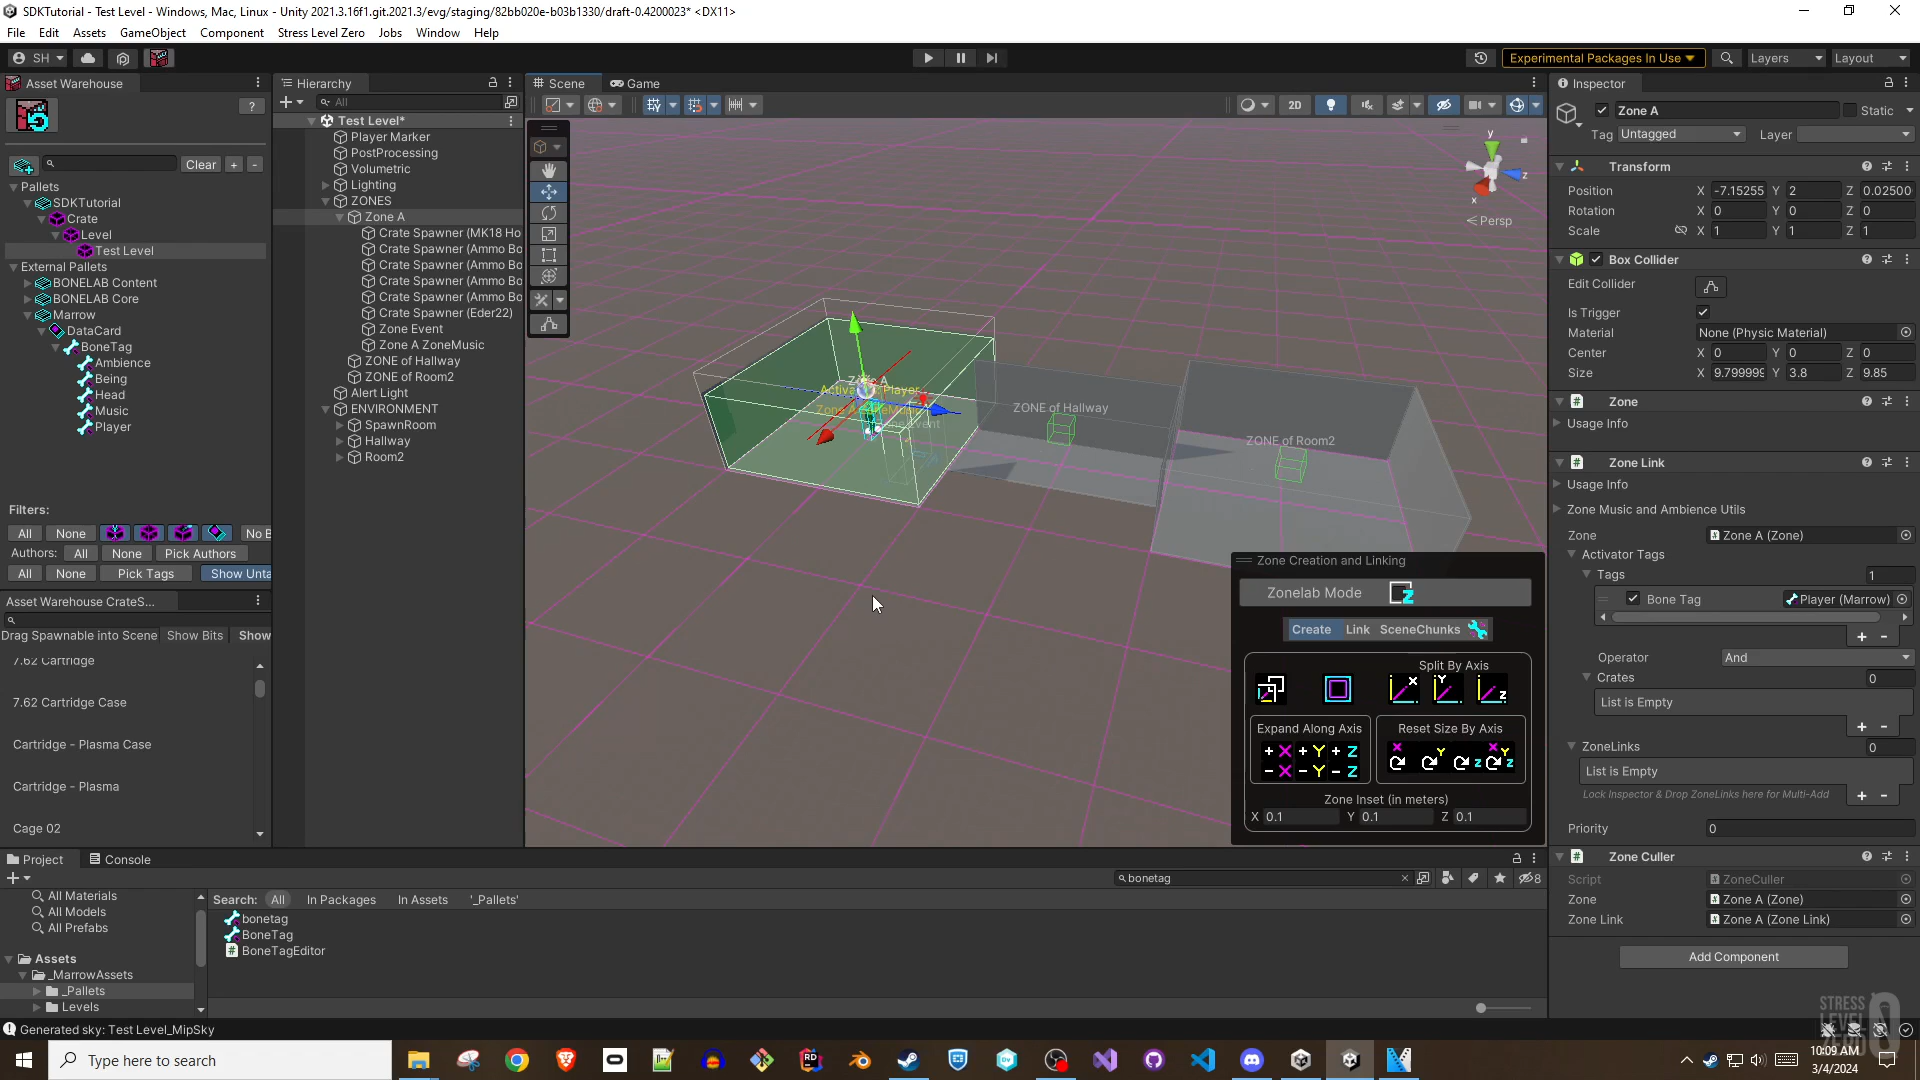 SDKTutorial - Test Level - Windows, Mac, Linux - Unity 2021.3.16f1.git.2021.3/evg/staging/82bb020e-b03b1330/draft-0.4200023* <DX11>
File Edit Assets GameObject Component Stress Level Zero Jobs Window Help
SH Experimental Packages In Use Layers Layout
Asset Warehouse
?
Clear + -
Pallets
SDKTutorial
Crate
Level
Test Level
External Pallets
BONELAB Content
BONELAB Core
Marrow
DataCard
BoneTag
Ambience
Being
Head
Music
Player
Filters:
All None No B
Authors: All None Pick Authors
All None Pick Tags Show Unta
Asset Warehouse CrateS...
Drag Spawnable into Scene Show Bits Show
7.62 Cartridge
7.62 Cartridge Case
Cartridge - Plasma Case
Cartridge - Plasma
Cage 02
Hierarchy
All
Test Level*
Player Marker
PostProcessing
Volumetric
Lighting
ZONES
Zone A
Crate Spawner (MK18 Ho
Crate Spawner (Ammo Bo
Crate Spawner (Ammo Bo
Crate Spawner (Ammo Bo
Crate Spawner (Ammo Bo
Crate Spawner (Eder22)
Zone Event
Zone A ZoneMusic
ZONE of Hallway
ZONE of Room2
Alert Light
ENVIRONMENT
SpawnRoom
Hallway
Room2
Scene Game
2D
y
z
x
Persp
ZONE of Hallway
ZONE of Room2
Zone Creation and Linking
Zonelab Mode
Create Link SceneChunks
Split By Axis
Expand Along Axis Reset Size By Axis
+ X + Y + Z
- X - Y - Z
Zone Inset (in meters)
X 0.1 Y 0.1 Z 0.1
Inspector
Zone A Static
Tag Untagged Layer
Transform
Position X -7.15255 Y 2 Z 0.02500
Rotation X 0 Y 0 Z 0
Scale X 1 Y 1 Z 1
Box Collider
Edit Collider
Is Trigger
Material None (Physic Material)
Center X 0 Y 0 Z 0
Size X 9.799999 Y 3.8 Z 9.85
Zone
Usage Info
Zone Link
Usage Info
Zone Music and Ambience Utils
Zone Zone A (Zone)
Activator Tags
Tags 1
Bone Tag Player (Marrow)
+ -
Operator And
Crates 0
List is Empty
+ -
ZoneLinks 0
List is Empty
Lock Inspector & Drop ZoneLinks here for Multi-Add + -
Priority 0
Zone Culler
Script ZoneCuller
Zone Zone A (Zone)
Zone Link Zone A (Zone Link)
Add Component
Project Console
bonetag 8
All Materials
All Models
All Prefabs
Assets
_MarrowAssets
_Pallets
Levels
Search: All In Packages In Assets '_Pallets'
bonetag
BoneTag
BoneTagEditor
Generated sky: Test Level_MipSky
STRESS
LEVEL
ZERO
Type here to search
10:09 AM
3/4/2024